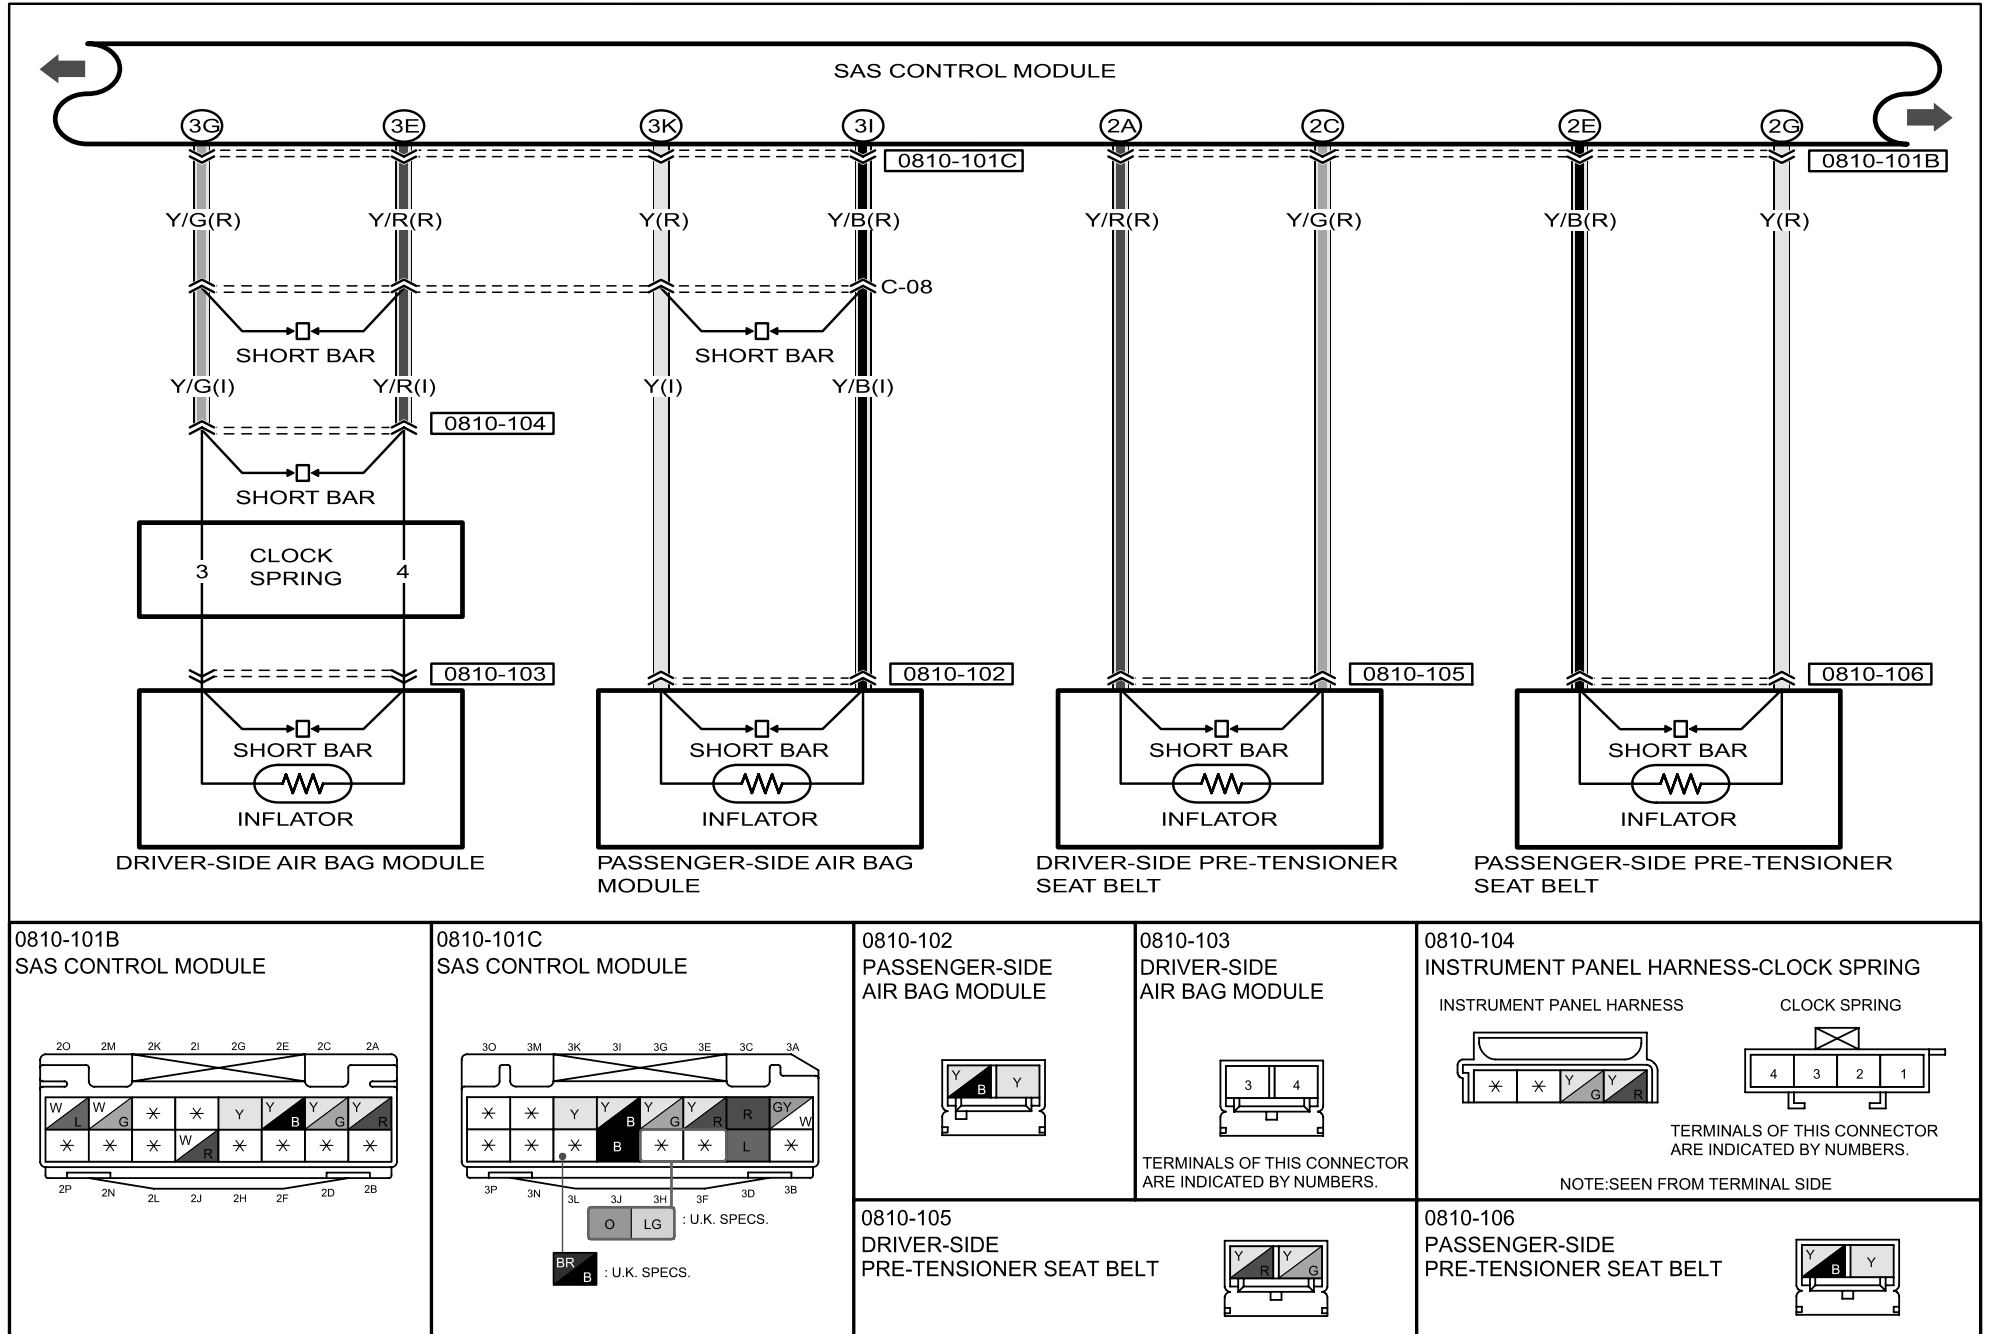 SAS CONTROL MODULE
3G 3E 3K 3I 2A 2C 2E 2G
0810-101C 0810-101B
Y/G(R) Y/R(R) Y(R) Y/B(R) Y/R(R) Y/G(R) Y/B(R) Y(R)
C-08
SHORT BAR SHORT BAR
Y/G(I) Y/R(I) Y(I) Y/B(I)
0810-104
SHORT BAR
CLOCK
SPRING
3 4
0810-103 0810-102 0810-105 0810-106
SHORT BAR SHORT BAR SHORT BAR SHORT BAR
INFLATOR INFLATOR INFLATOR INFLATOR
DRIVER-SIDE AIR BAG MODULE
PASSENGER-SIDE AIR BAG
MODULE
DRIVER-SIDE PRE-TENSIONER
SEAT BELT
PASSENGER-SIDE PRE-TENSIONER
SEAT BELT
0810-101B
SAS CONTROL MODULE
2O 2M 2K 2I 2G 2E 2C 2A
W L W G * * Y Y B Y G Y R
* * * W R * * * *
2P 2N 2L 2J 2H 2F 2D 2B
0810-101C
SAS CONTROL MODULE
3O 3M 3K 3I 3G 3E 3C 3A
* * Y Y B Y G Y R R GY W
* * * B * * L *
3P 3N 3L 3J 3H 3F 3D 3B
O LG : U.K. SPECS.
BR B : U.K. SPECS.
0810-102
PASSENGER-SIDE
AIR BAG MODULE
Y B Y
0810-103
DRIVER-SIDE
AIR BAG MODULE
3 4
TERMINALS OF THIS CONNECTOR
ARE INDICATED BY NUMBERS.
0810-104
INSTRUMENT PANEL HARNESS-CLOCK SPRING
INSTRUMENT PANEL HARNESS
* * Y G Y R
CLOCK SPRING
4 3 2 1
TERMINALS OF THIS CONNECTOR
ARE INDICATED BY NUMBERS.
NOTE:SEEN FROM TERMINAL SIDE
0810-105
DRIVER-SIDE
PRE-TENSIONER SEAT BELT
Y R Y G
0810-106
PASSENGER-SIDE
PRE-TENSIONER SEAT BELT
Y B Y